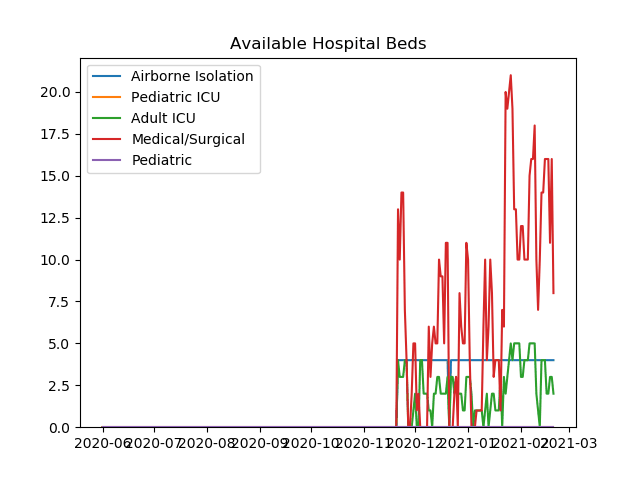 Available Hospital Beds
Airborne Isolation
Pediatric ICU
Adult ICU
Medical/Surgical
Pediatric
20.0
17.5
15.0
12.5
10.0
7.5
5.0
2.5
0.0
2020-06 2020-07 2020-08 2020-09 2020-10 2020-11 2020-12 2021-01 2021-02 2021-03